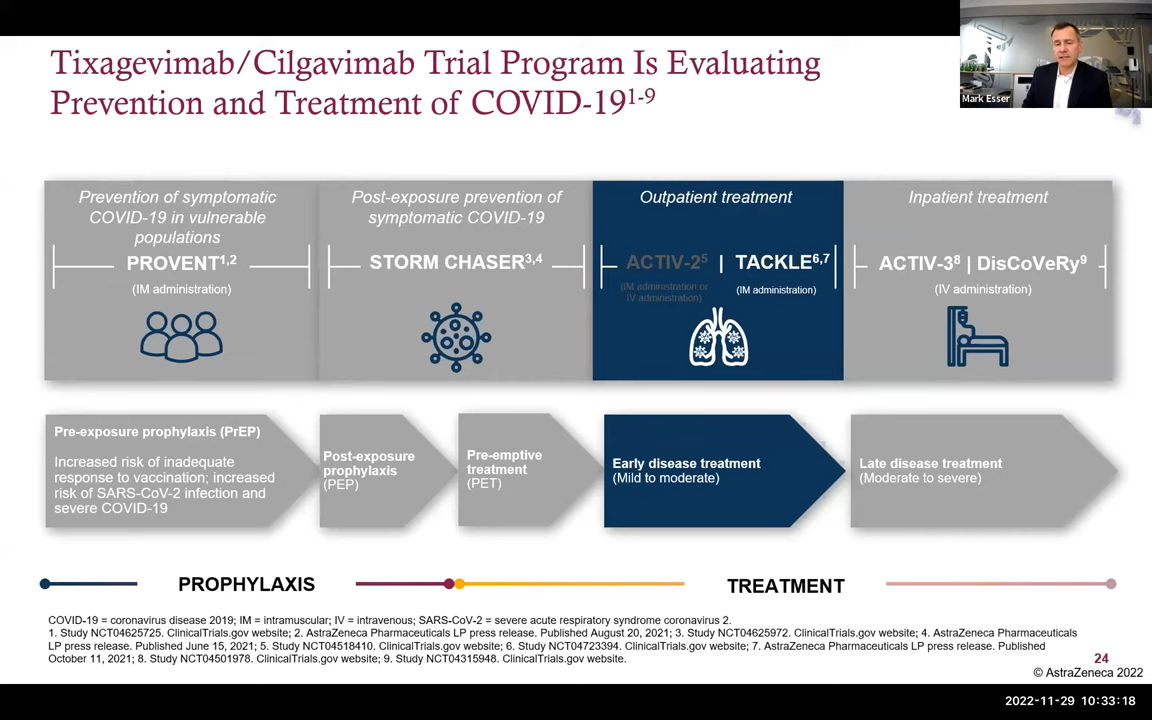 Tixagevimab/Cilgavimab Trial Program Is Evaluating
Prevention and Treatment of COVID-19¹⁻⁹
Mark Esser
Prevention of symptomatic
COVID-19 in vulnerable
populations
PROVENT¹,²
(IM administration)
Post-exposure prevention of
symptomatic COVID-19
STORM CHASER³,⁴
Outpatient treatment
ACTIV-2⁵ | TACKLE⁶,⁷
(IM administration or
IV administration)
(IM administration)
Inpatient treatment
ACTIV-3⁸ | DisCoVeRy⁹
(IV administration)
Pre-exposure prophylaxis (PrEP)
Increased risk of inadequate
response to vaccination; increased
risk of SARS-CoV-2 infection and
severe COVID-19
Post-exposure
prophylaxis
(PEP)
Pre-emptive
treatment
(PET)
Early disease treatment
(Mild to moderate)
Late disease treatment
(Moderate to severe)
PROPHYLAXIS
TREATMENT
COVID-19 = coronavirus disease 2019; IM = intramuscular; IV = intravenous; SARS-CoV-2 = severe acute respiratory syndrome coronavirus 2.
1. Study NCT04625725. ClinicalTrials.gov website; 2. AstraZeneca Pharmaceuticals LP press release. Published August 20, 2021; 3. Study NCT04625972. ClinicalTrials.gov website; 4. AstraZeneca Pharmaceuticals
LP press release. Published June 15, 2021; 5. Study NCT04518410. ClinicalTrials.gov website; 6. Study NCT04723394. ClinicalTrials.gov website; 7. AstraZeneca Pharmaceuticals LP press release. Published
October 11, 2021; 8. Study NCT04501978. ClinicalTrials.gov website; 9. Study NCT04315948. ClinicalTrials.gov website.
24
© AstraZeneca 2022
2022-11-29 10:33:18